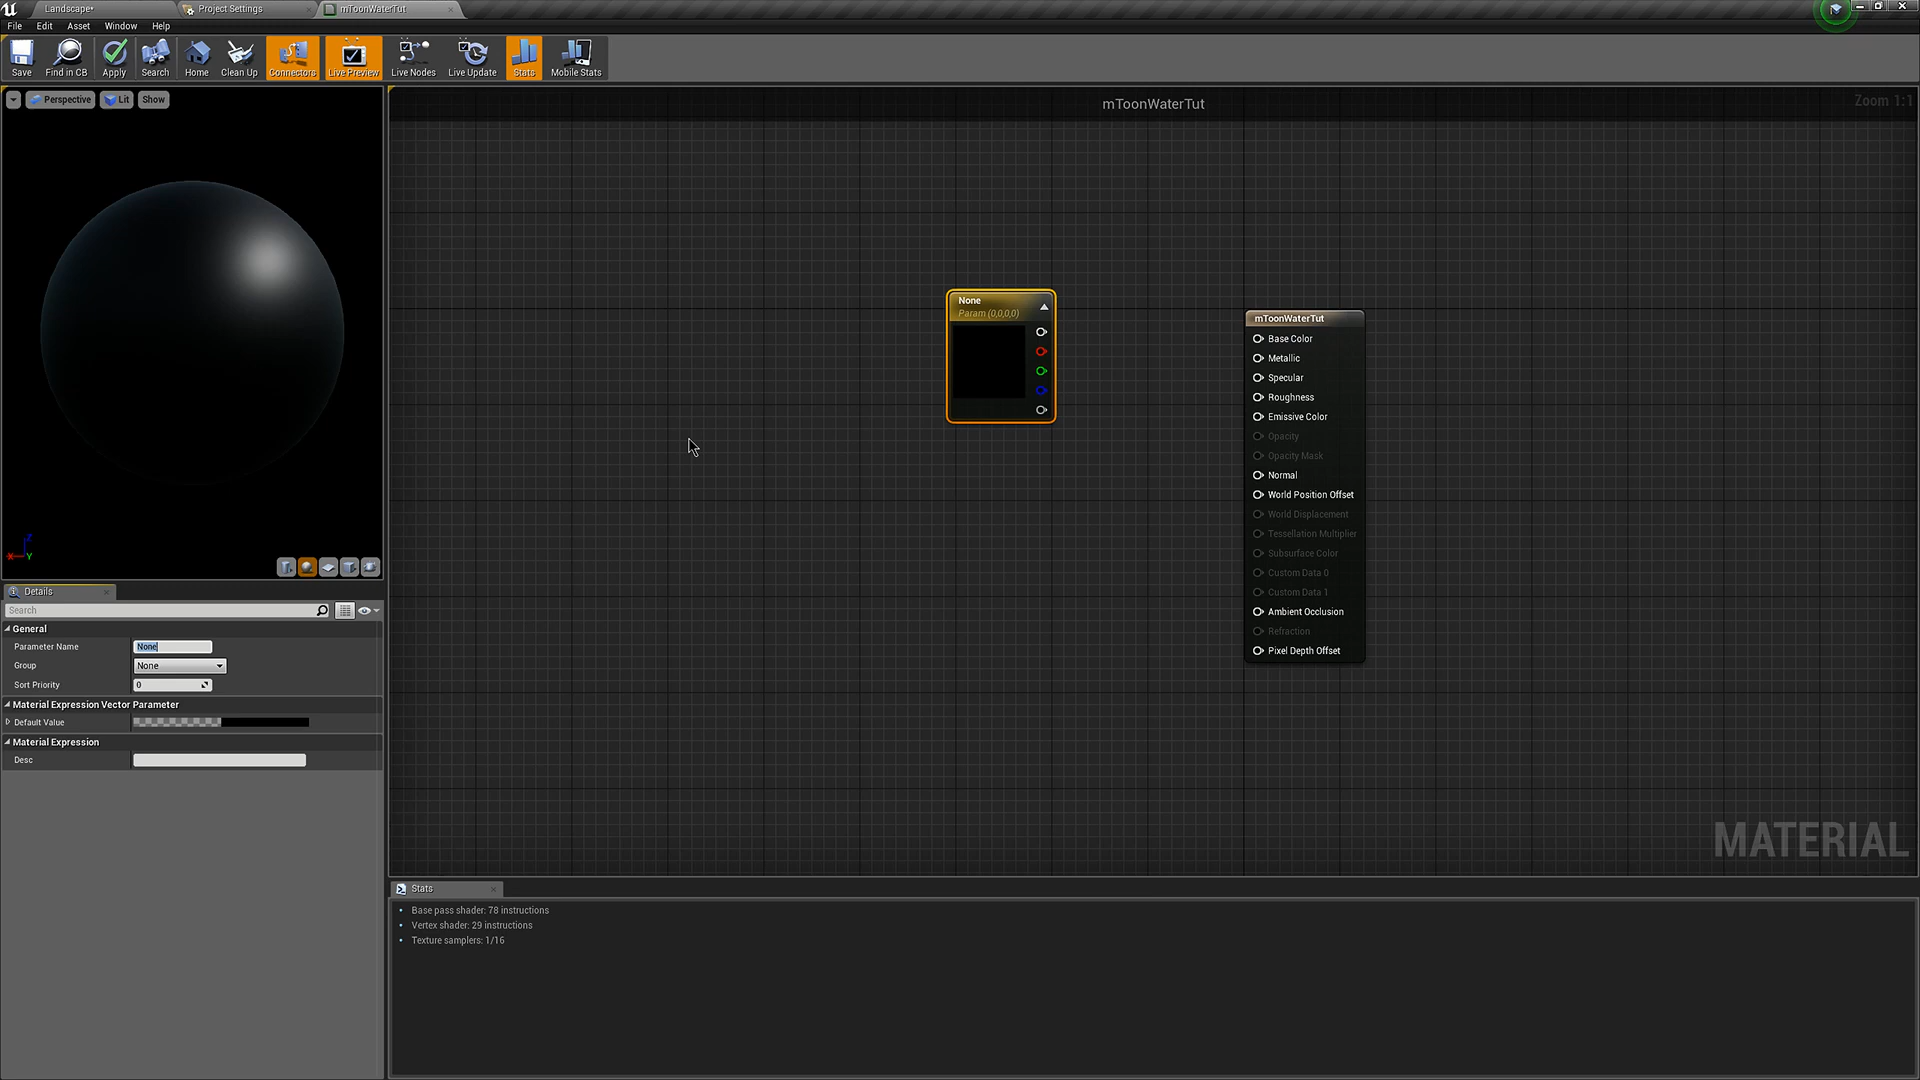 Landscape*
Project Settings
mToonWaterTut
File
Edit
Asset
Window
Help
Save
Find in CB
Apply
Search
Home
Clean Up
Connectors
Live Preview
Live Nodes
Live Update
Stats
Mobile Stats
Perspective
Lit
Show
mToonWaterTut
Zoom 1:1
None
Param (0,0,0,0)
mToonWaterTut
Base Color
Metallic
Specular
Roughness
Emissive Color
Opacity
Opacity Mask
Normal
World Position Offset
World Displacement
Tessellation Multiplier
Subsurface Color
Custom Data 0
Custom Data 1
Ambient Occlusion
Refraction
Pixel Depth Offset
MATERIAL
Z
X
Y
Details
Search
General
Parameter Name
None
Group
None
Sort Priority
0
Material Expression Vector Parameter
Default Value
Material Expression
Desc
Stats
Base pass shader: 78 instructions
Vertex shader: 29 instructions
Texture samplers: 1/16